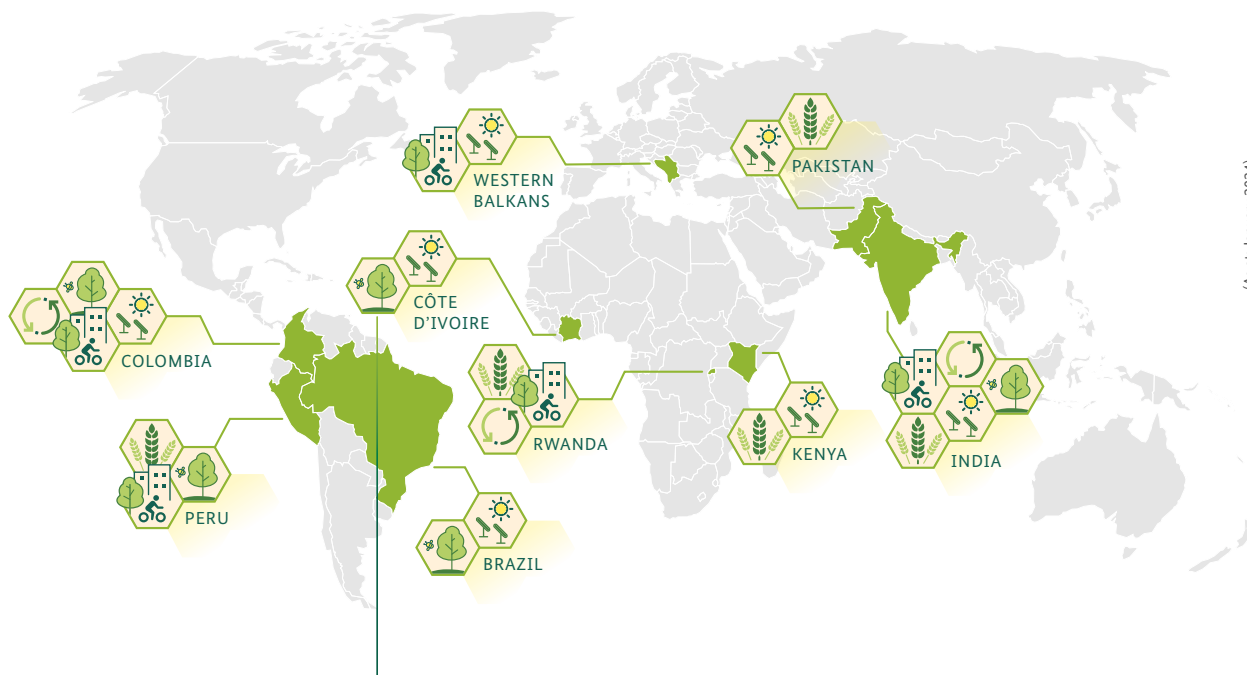 WESTERN
BALKANS
PAKISTAN
CÔTE
D'IVOIRE
COLOMBIA
RWANDA
KENYA
INDIA
PERU
BRAZIL